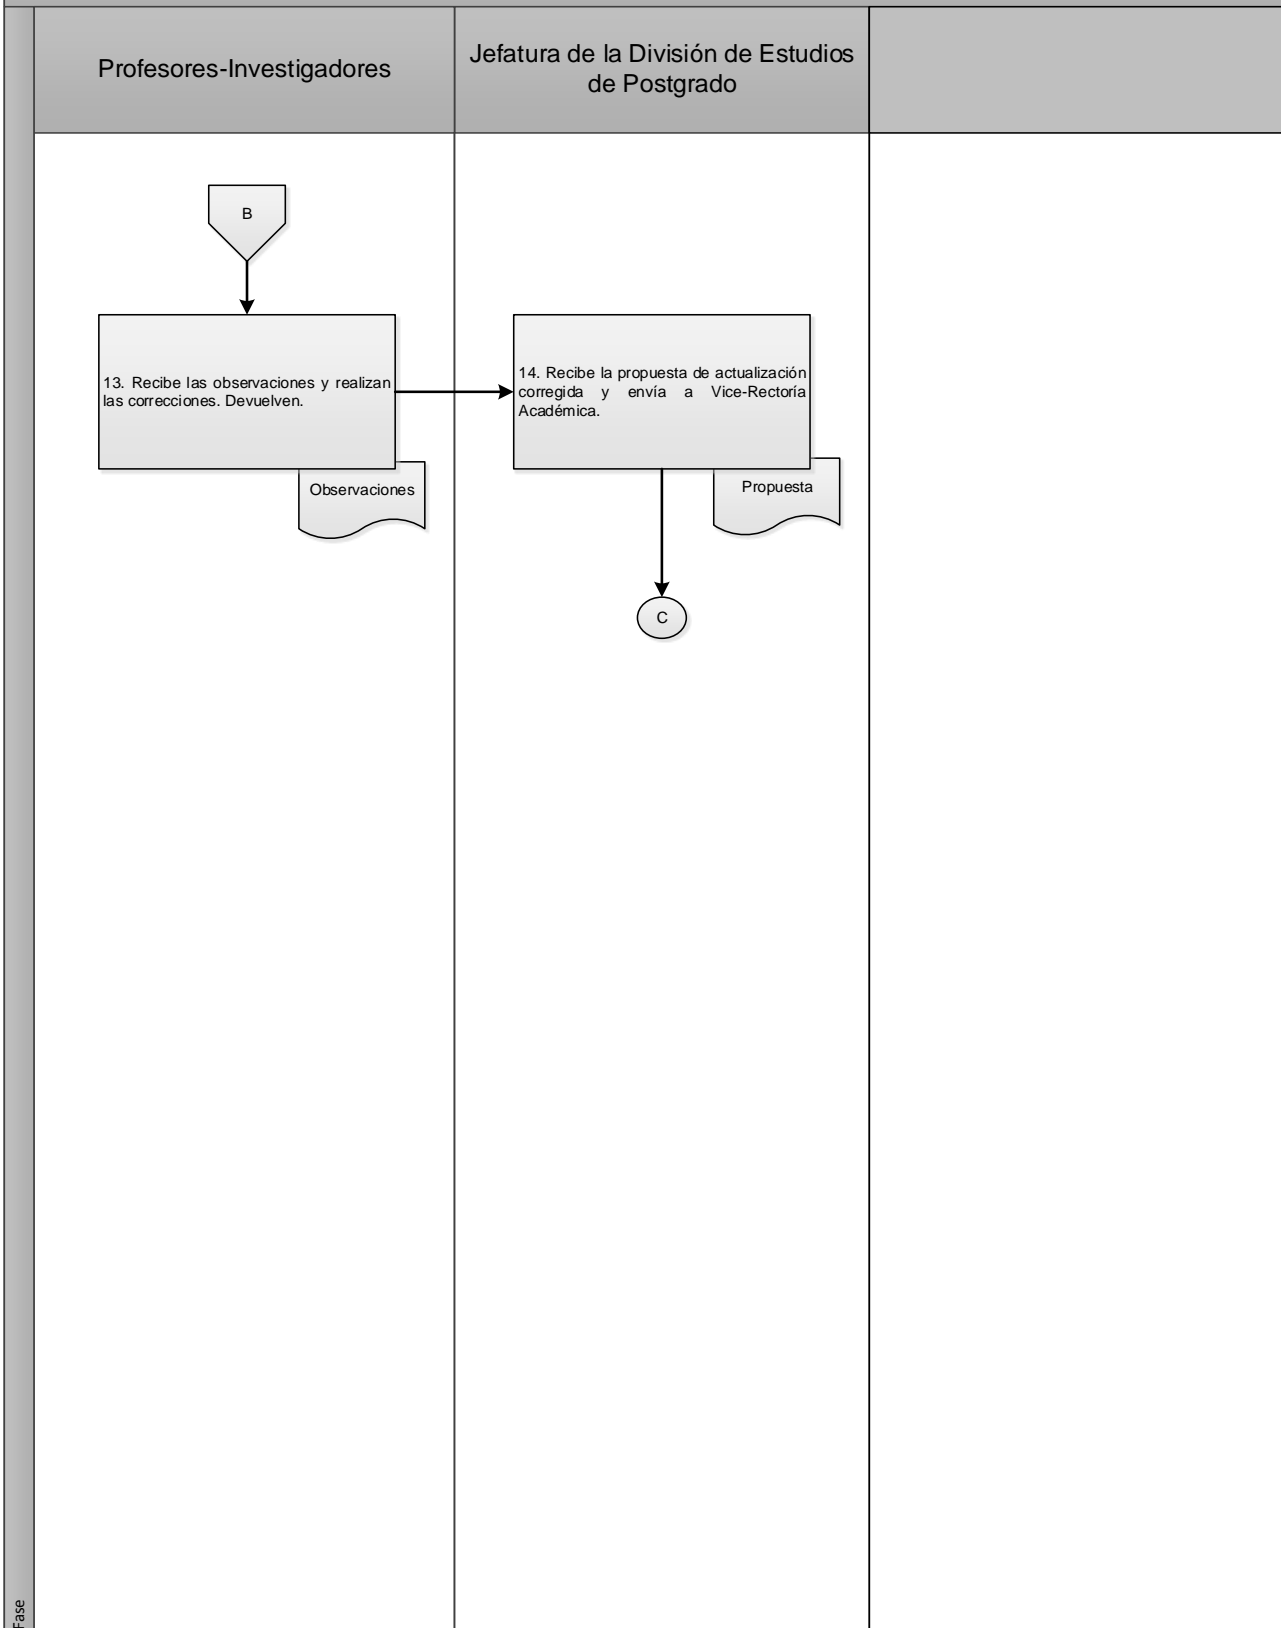 Profesores-Investigadores
Jefatura de la División de Estudios
de Postgrado
B
13. Recibe las observaciones y realizan
las correcciones. Devuelven.
14. Recibe la propuesta de actualización
corregida y envía a Vice-Rectoría
Académica.
Observaciones
Propuesta
C
Fase